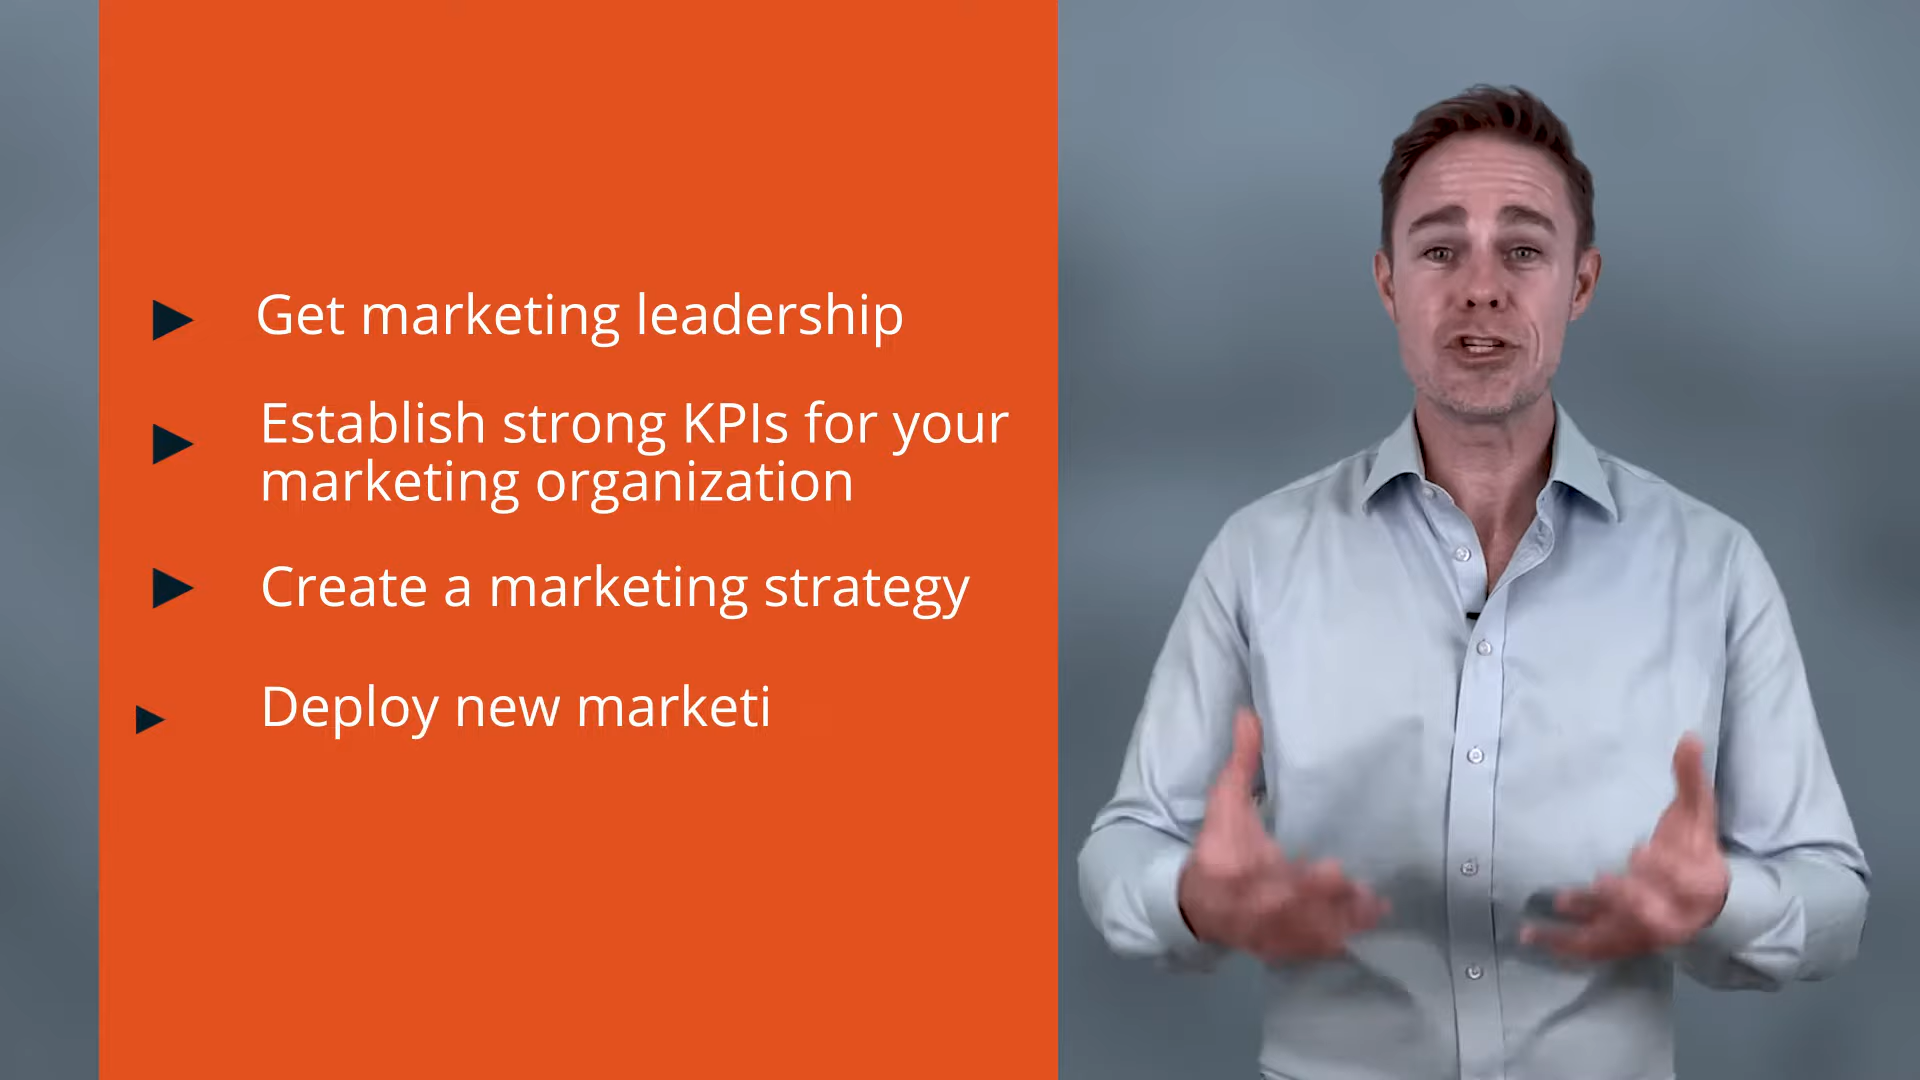 Get marketing leadership
Establish strong KPIs for your
marketing organization
Create a marketing strategy
Deploy new marketi